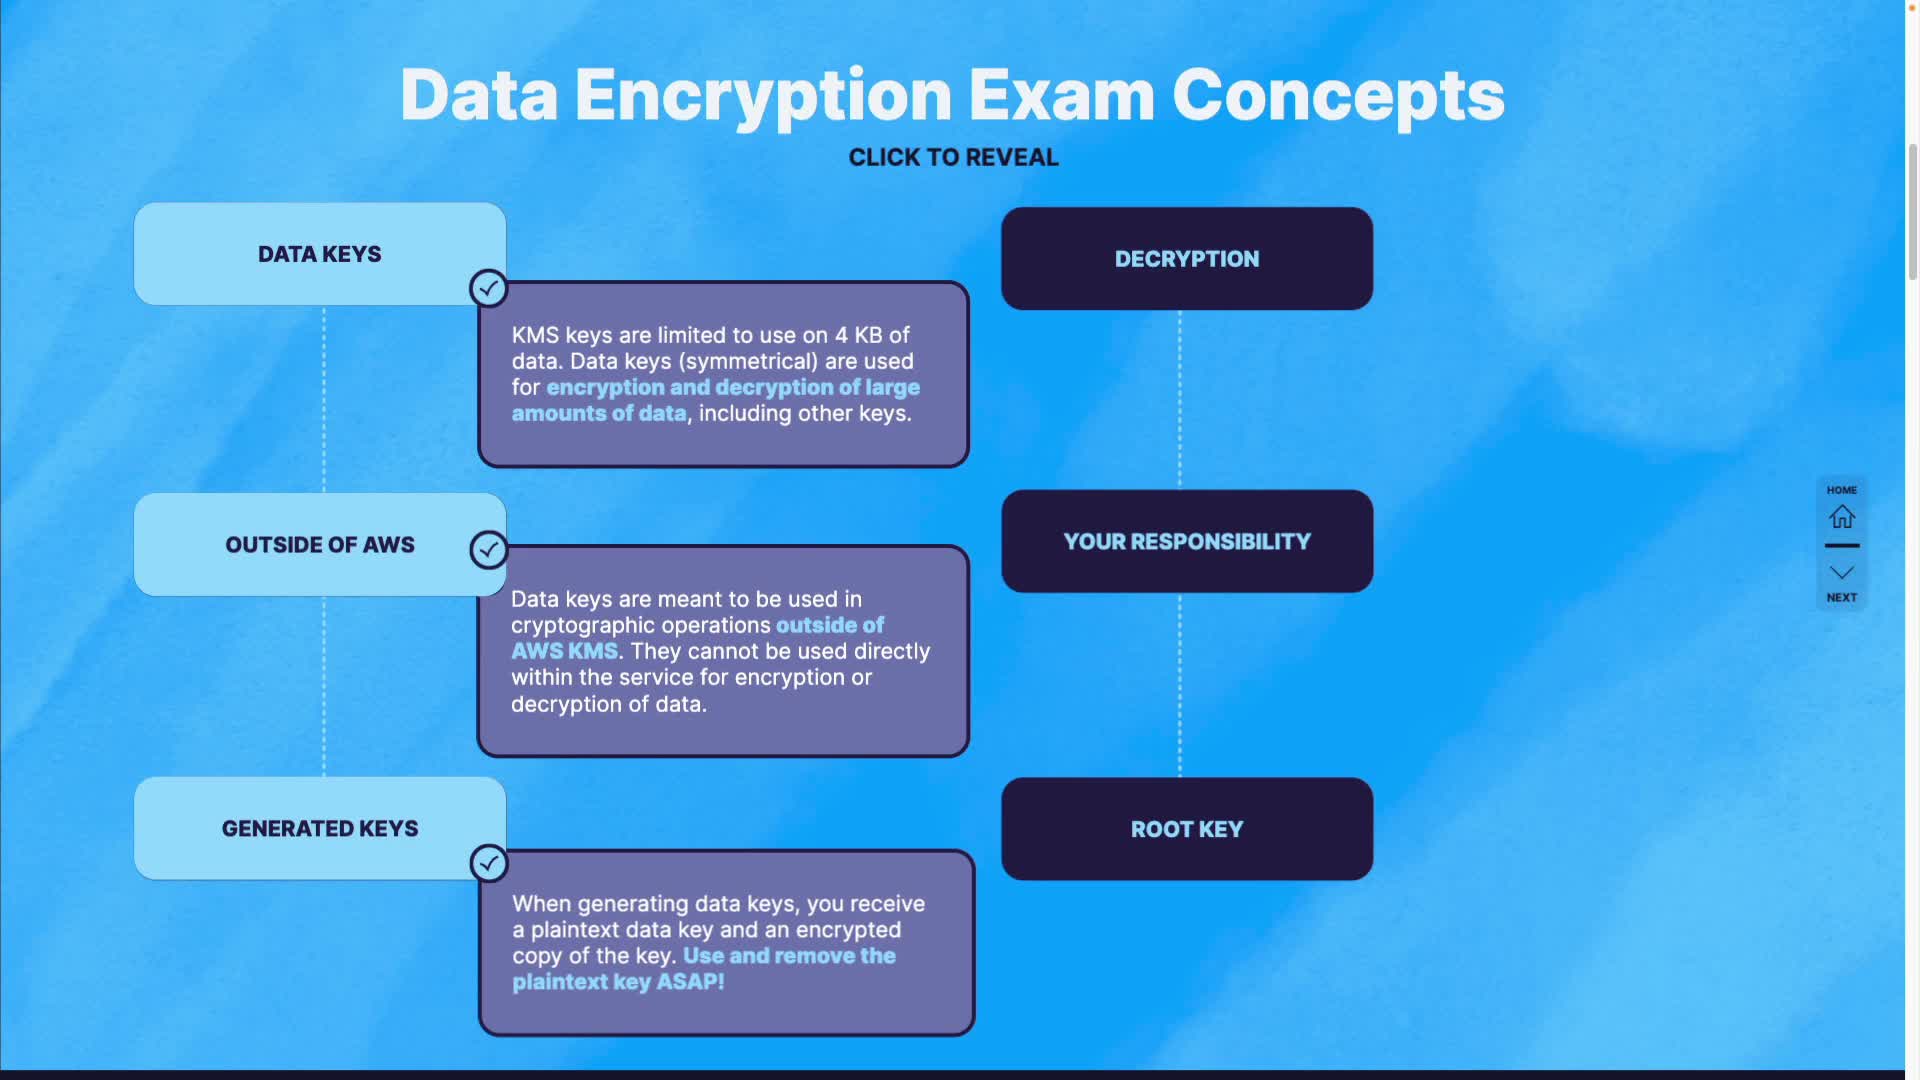 Data Encryption Exam Concepts
CLICK TO REVEAL
DATA KEYS
KMS keys are limited to use on 4 KB of
data. Data keys (symmetrical) are used
for encryption and decryption of large
amounts of data, including other keys.
OUTSIDE OF AWS
Data keys are meant to be used in
cryptographic operations outside of
AWS KMS. They cannot be used directly
within the service for encryption or
decryption of data.
GENERATED KEYS
When generating data keys, you receive
a plaintext data key and an encrypted
copy of the key. Use and remove the
plaintext key ASAP!
DECRYPTION
YOUR RESPONSIBILITY
ROOT KEY
HOME
NEXT